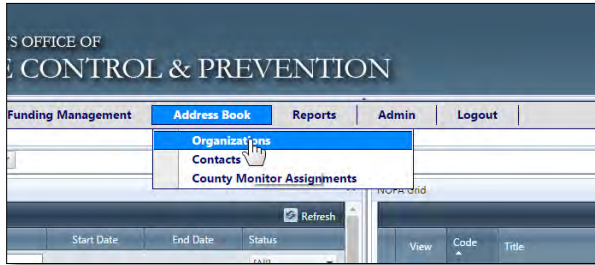 'S OFFICE OF
E CONTROL & PREVENTION
Funding Management Address Book Reports Admin Logout
Organizations
Contacts
County Monitor Assignments
NOFA Grid
Refresh
Start Date End Date Status View Code Title
[All]